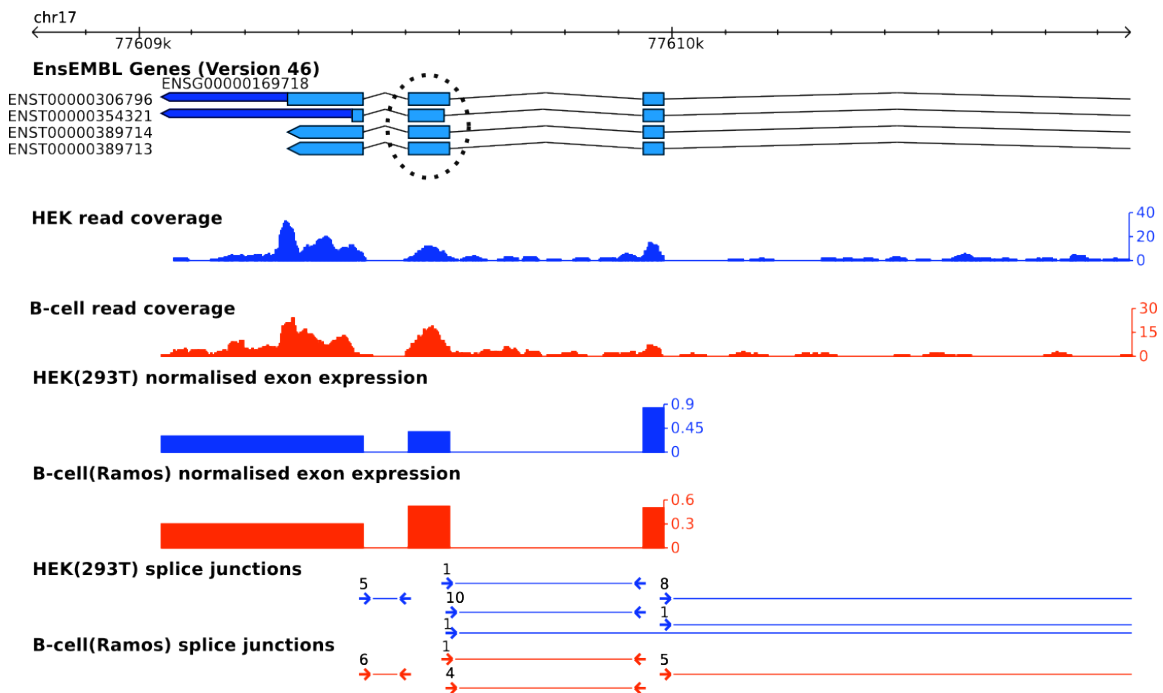 chr17
77609k 77610k
EnsEMBL Genes (Version 46)
ENSG00000169718
ENST00000306796
ENST00000354321
ENST00000389714
ENST00000389713
HEK read coverage
40
20
0
B-cell read coverage
30
15
0
HEK(293T) normalised exon expression
0.9
0.45
0
B-cell(Ramos) normalised exon expression
0.6
0.3
0
HEK(293T) splice junctions
1
5 8
10
1
1
B-cell(Ramos) splice junctions
1
6 5
4